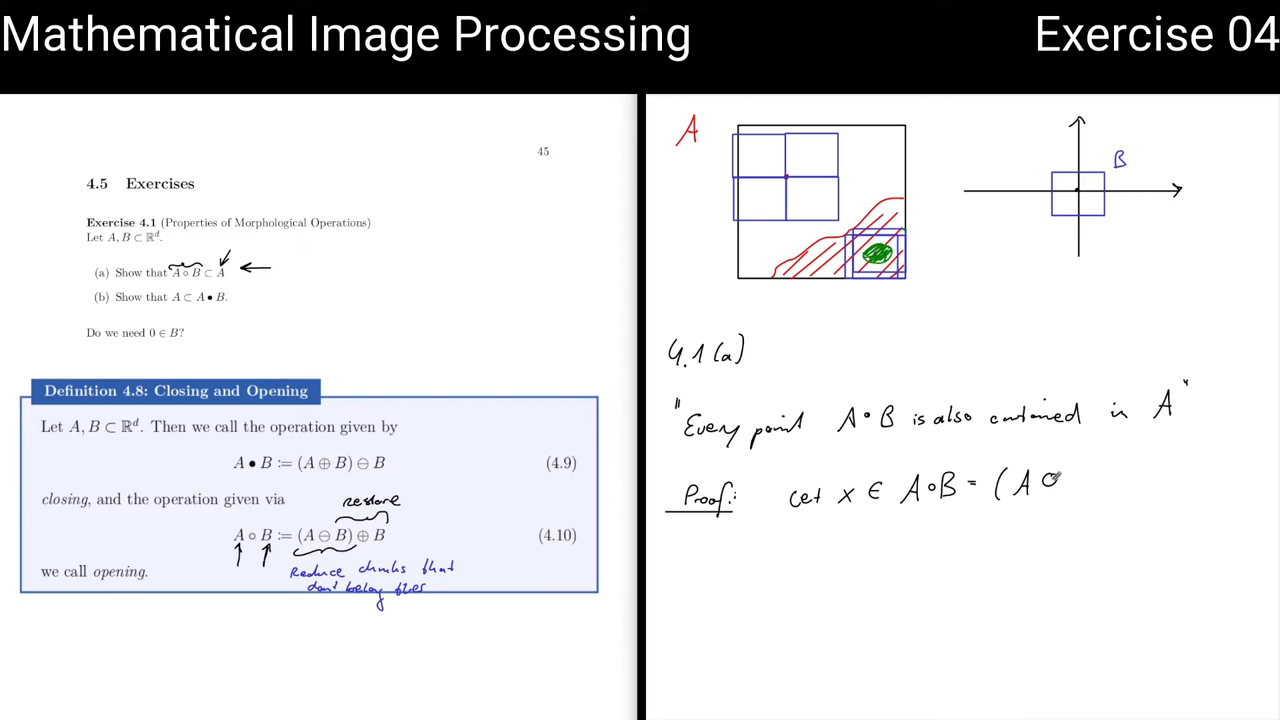 Mathematical Image Processing Exercise 04
45
4.5 Exercises
Exercise 4.1 (Properties of Morphological Operations)
Let A, B ⊂ ℝᵈ.
(a) Show that A ∘ B ⊂ A
(b) Show that A ⊂ A • B.
Do we need 0 ∈ B?
Definition 4.8: Closing and Opening
Let A, B ⊂ ℝᵈ. Then we call the operation given by
A • B := (A ⊕ B) ⊖ B (4.9)
closing, and the operation given via
restore
A ∘ B := (A ⊖ B) ⊕ B (4.10)
Reduce chunks that
we call opening.
don't belong
A
B
4.1 (a)
"Every point A∘B is also contained in A"
Proof: Let x ∈ A∘B = (A